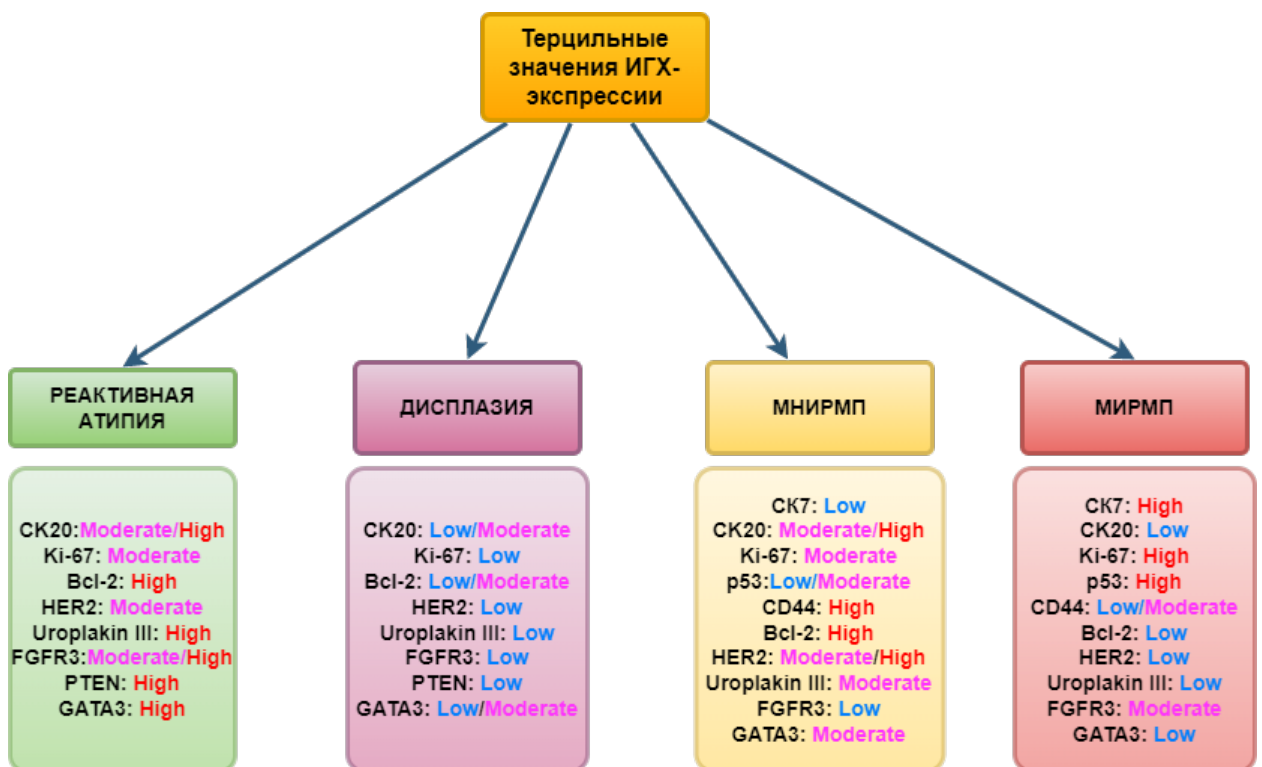 Терцильные
значения ИГХ-
экспрессии
РЕАКТИВНАЯ
АТИПИЯ
CK20:Moderate/High
Ki-67: Moderate
Bcl-2: High
HER2: Moderate
Uroplakin III: High
FGFR3:Moderate/High
PTEN: High
GATA3: High
ДИСПЛАЗИЯ
CK20: Low/Moderate
Ki-67: Low
Bcl-2: Low/Moderate
HER2: Low
Uroplakin III: Low
FGFR3: Low
PTEN: Low
GATA3: Low/Moderate
МНИРМП
СК7: Low
CK20: Moderate/High
Ki-67: Moderate
p53:Low/Moderate
CD44: High
Bcl-2: High
HER2: Moderate/High
Uroplakin III: Moderate
FGFR3: Low
GATA3: Moderate
МИРМП
СК7: High
CK20: Low
Ki-67: High
p53: High
CD44: Low/Moderate
Bcl-2: Low
HER2: Low
Uroplakin III: Low
FGFR3: Moderate
GATA3: Low